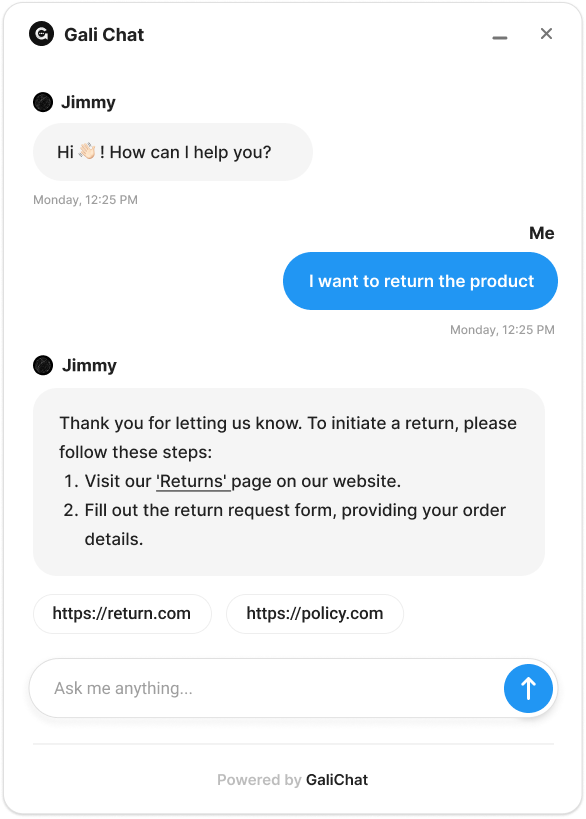 Gali Chat
Jimmy
Hi 👋🏻 ! How can I help you?
Monday, 12:25 PM
Me
I want to return the product
Monday, 12:25 PM
Jimmy
Thank you for letting us know. To initiate a return, please
follow these steps:
1. Visit our 'Returns' page on our website.
2. Fill out the return request form, providing your order
details.
https://return.com
https://policy.com
Ask me anything...
Powered by GaliChat